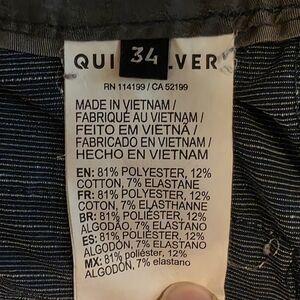 34
QUI VER
RN 114199 / CA 52199
MADE IN VIETNAM /
FABRIQUÉ AU VIETNAM /
FEITO EM VIETNÃ /
FABRICADO EN VIETNAM /
HECHO EN VIETNAM
EN: 81% POLYESTER, 12%
COTTON, 7% ELASTANE
FR: 81% POLYESTER, 12%
COTON, 7% ELASTHANNE
BR: 81% POLIÉSTER, 12%
ALGODÃO, 7% ELASTANO
ES: 81% POLIÉSTER, 12%
ALGODÓN, 7% ELASTANO
MX: 81% poliéster, 12%
ALGODÓN, 7% elastano